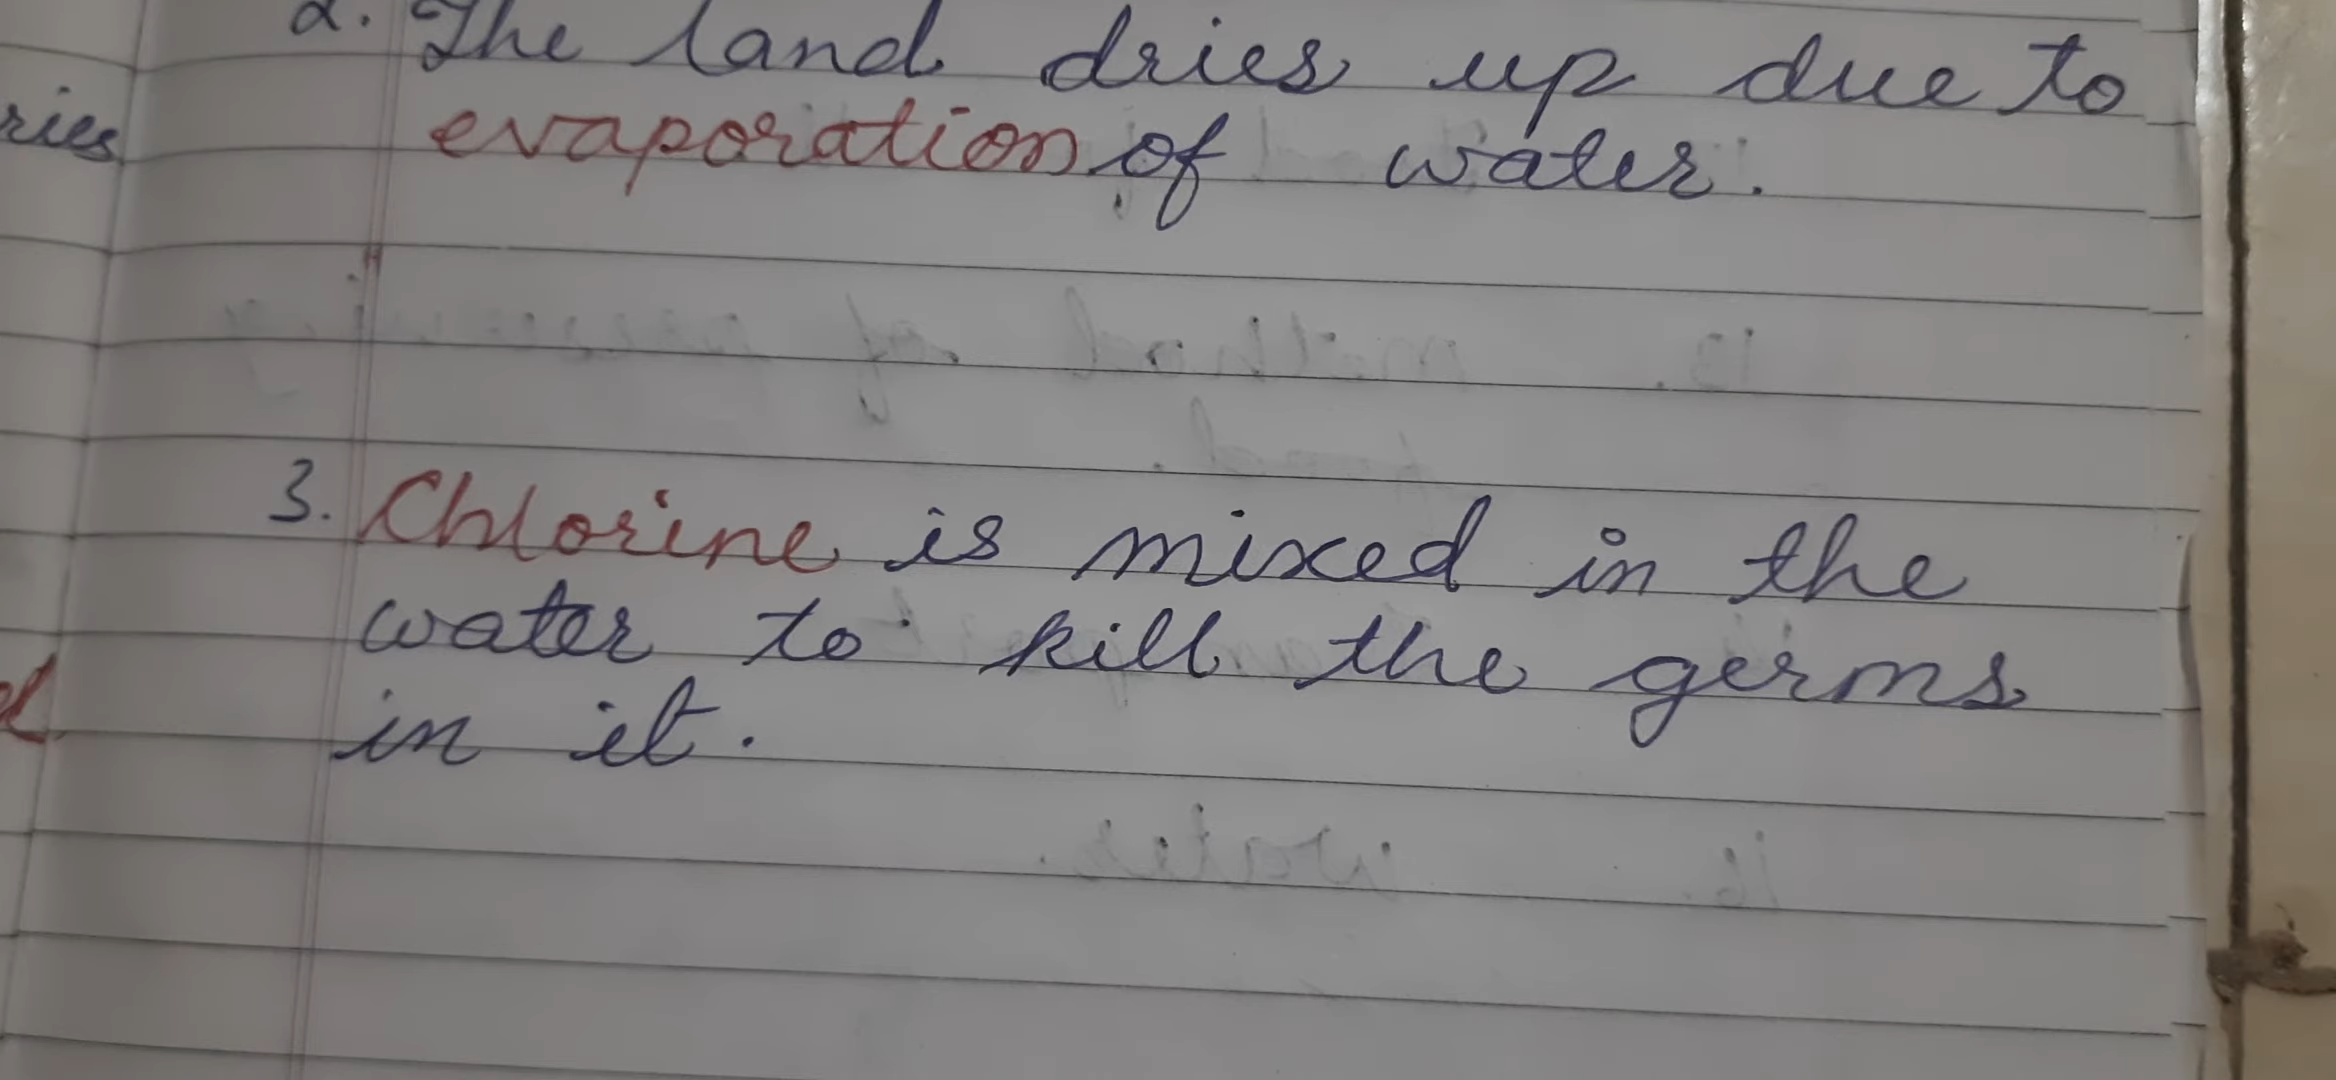 2. The land dries up due to
ries
evaporation of water.
3. Chlorine is mixed in the
water to kill the germs
in it.